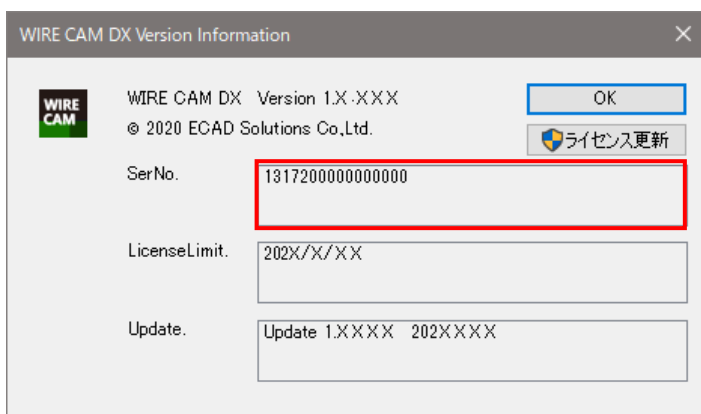 WIRE CAM DX Version Information
WIRE
CAM
WIRE CAM DX Version 1.X.XXX
OK
© 2020 ECAD Solutions Co,Ltd.
ライセンス更新
SerNo.
1317200000000000
LicenseLimit.
202X/X/XX
Update.
Update 1.XXXX 202XXXX